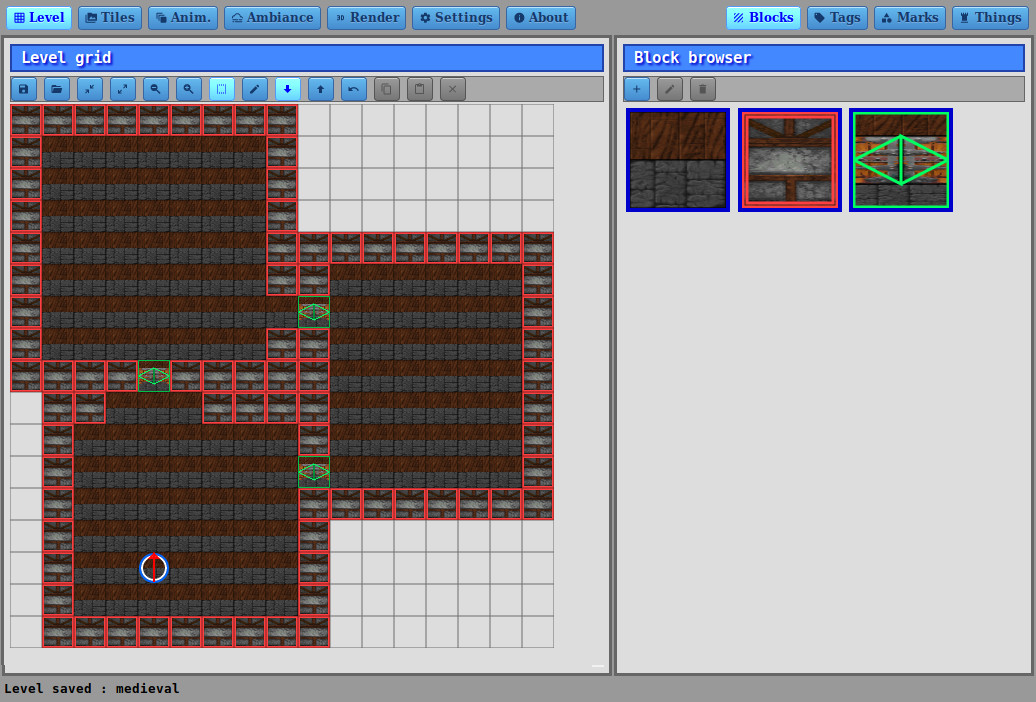 Level Tiles Anim. Ambiance 3D Render Settings About Blocks Tags Marks Things
Level grid
Block browser
Level saved : medieval